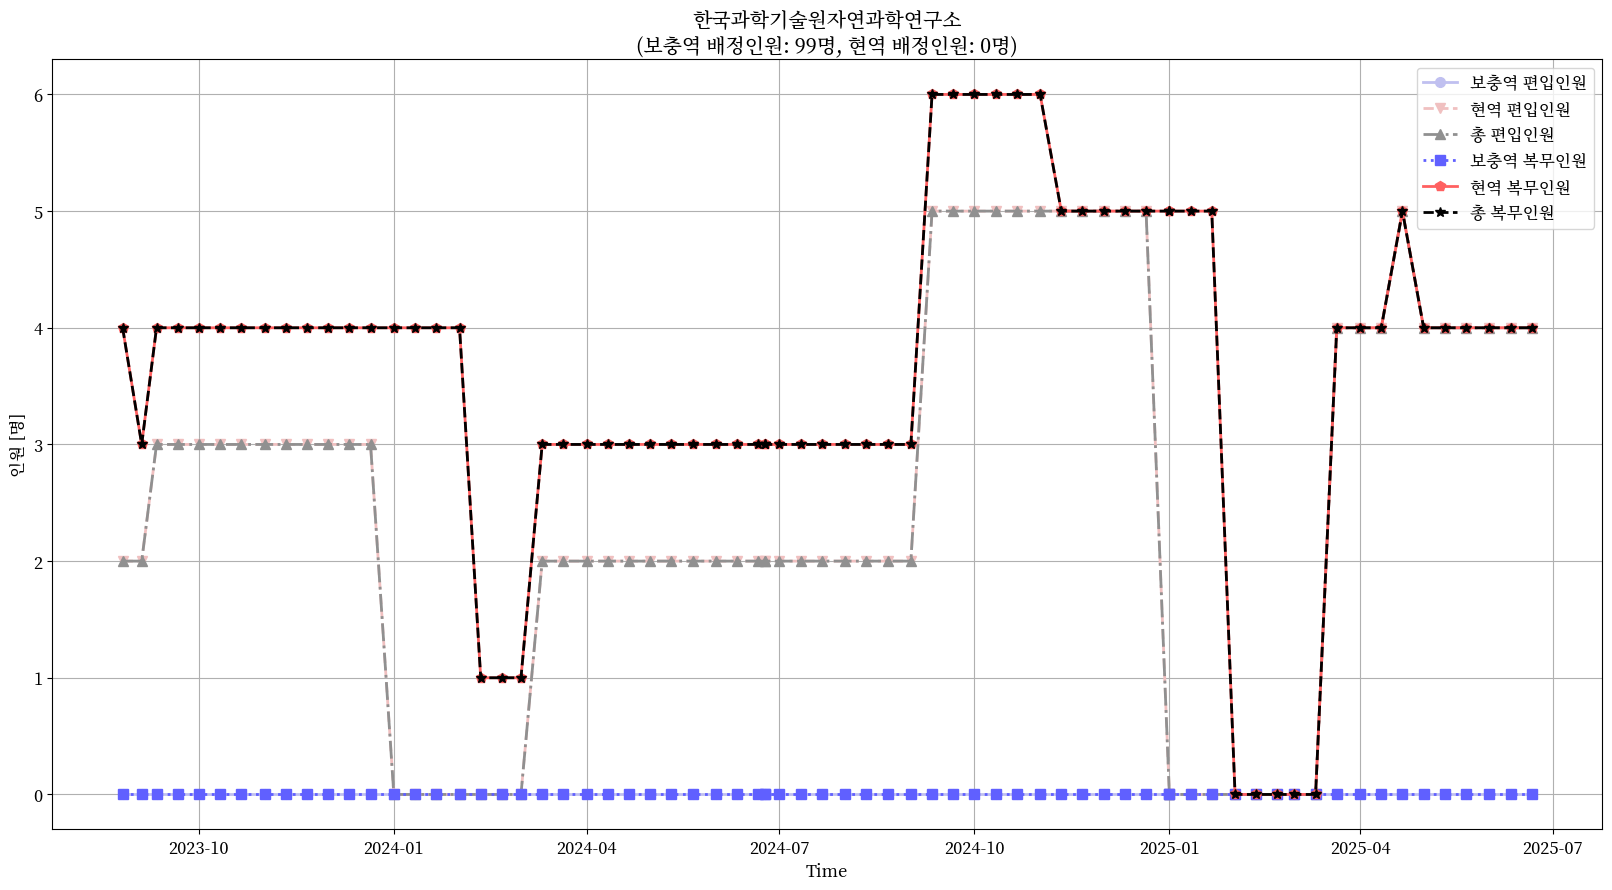 한국과학기술원자연과학연구소
(보충역 배정인원: 99명, 현역 배정인원: 0명)
보충역 편입인원
현역 편입인원
총 편입인원
보충역 복무인원
현역 복무인원
총 복무인원
인원 [명]
6
5
4
3
2
1
0
2023-10
2024-01
2024-04
2024-07
2024-10
2025-01
2025-04
2025-07
Time